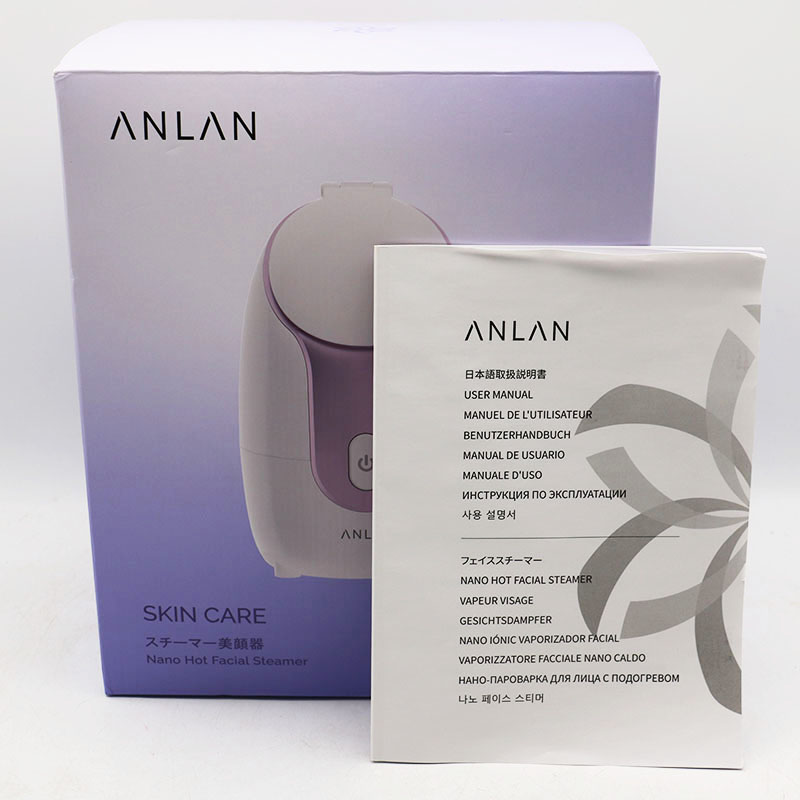 ANLAN
SKIN CARE
スチーマー美顔器
Nano Hot Facial Steamer
ANLAN
日本語取扱説明書
USER MANUAL
MANUEL DE L'UTILISATEUR
BENUTZERHANDBUCH
MANUAL DE USUARIO
MANUALE D'USO
ИНСТРУКЦИЯ ПО ЭКСПЛУАТАЦИИ
사용 설명서
フェイススチーマー
NANO HOT FACIAL STEAMER
VAPEUR VISAGE
GESICHTSDAMPFER
NANO IÓNIC VAPORIZADOR FACIAL
VAPORIZZATORE FACCIALE NANO CALDO
НАНО-ПАРОВАРКА ДЛЯ ЛИЦА С ПОДОГРЕВОМ
나노 페이스 스티머